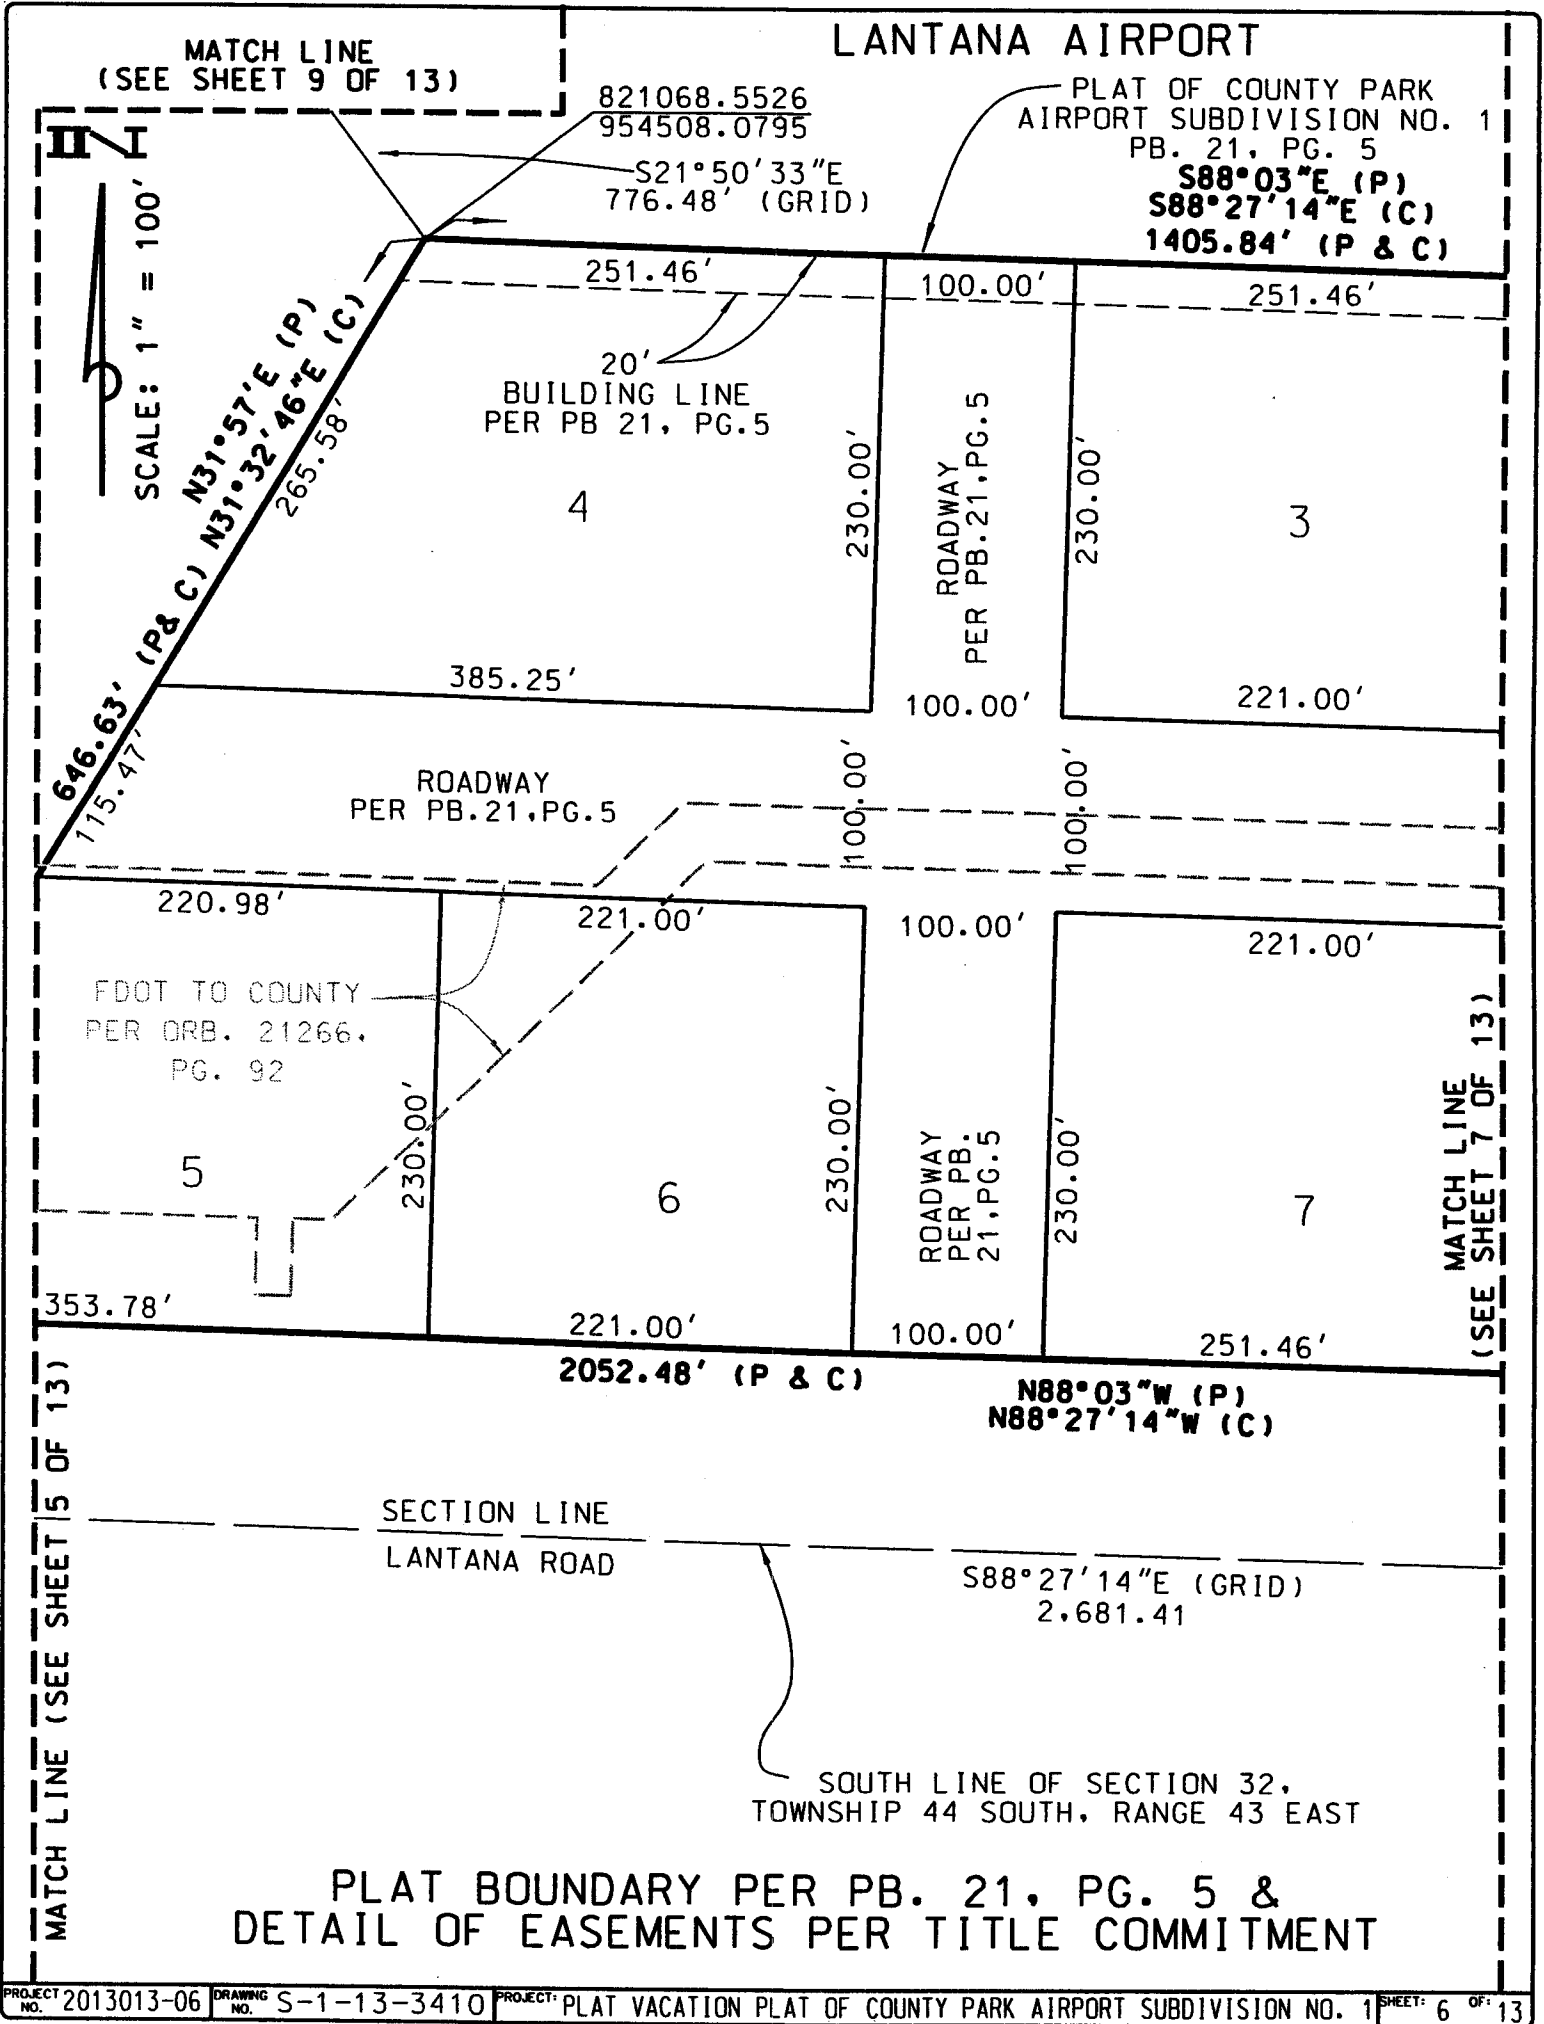 LANTANA AIRPORT
MATCH LINE
(SEE SHEET 9 OF 13)
821068.5526
954508.0795
S21°50'33"E
776.48' (GRID)
PLAT OF COUNTY PARK
AIRPORT SUBDIVISION NO. 1
PB. 21, PG. 5
S88°03"E (P)
S88°27'14"E (C)
1405.84' (P & C)
SCALE: 1" = 100'
251.46'
100.00'
251.46'
N31°57'E (P)
N31°32'46"E (C)
646.63' (P& C)
265.58'
115.47'
20'
BUILDING LINE
PER PB 21, PG.5
4
230.00'
ROADWAY
PER PB.21,PG.5
230.00'
3
385.25'
100.00'
221.00'
ROADWAY
PER PB.21,PG.5
100.00'
100.00'
220.98'
221.00'
100.00'
221.00'
FDOT TO COUNTY
PER ORB. 21266,
PG. 92
5
230.00'
6
230.00'
ROADWAY
PER PB.
21,PG.5
230.00'
7
MATCH LINE
(SEE SHEET 7 OF 13)
353.78'
221.00'
100.00'
251.46'
2052.48' (P & C)
N88°03"W (P)
N88°27'14"W (C)
MATCH LINE (SEE SHEET 5 OF 13)
SECTION LINE
LANTANA ROAD
S88°27'14"E (GRID)
2,681.41
SOUTH LINE OF SECTION 32,
TOWNSHIP 44 SOUTH, RANGE 43 EAST
PLAT BOUNDARY PER PB. 21, PG. 5 &
DETAIL OF EASEMENTS PER TITLE COMMITMENT
PROJECT NO. 2013013-06 DRAWING NO. S-1-13-3410 PROJECT: PLAT VACATION PLAT OF COUNTY PARK AIRPORT SUBDIVISION NO. 1 SHEET: 6 OF: 13